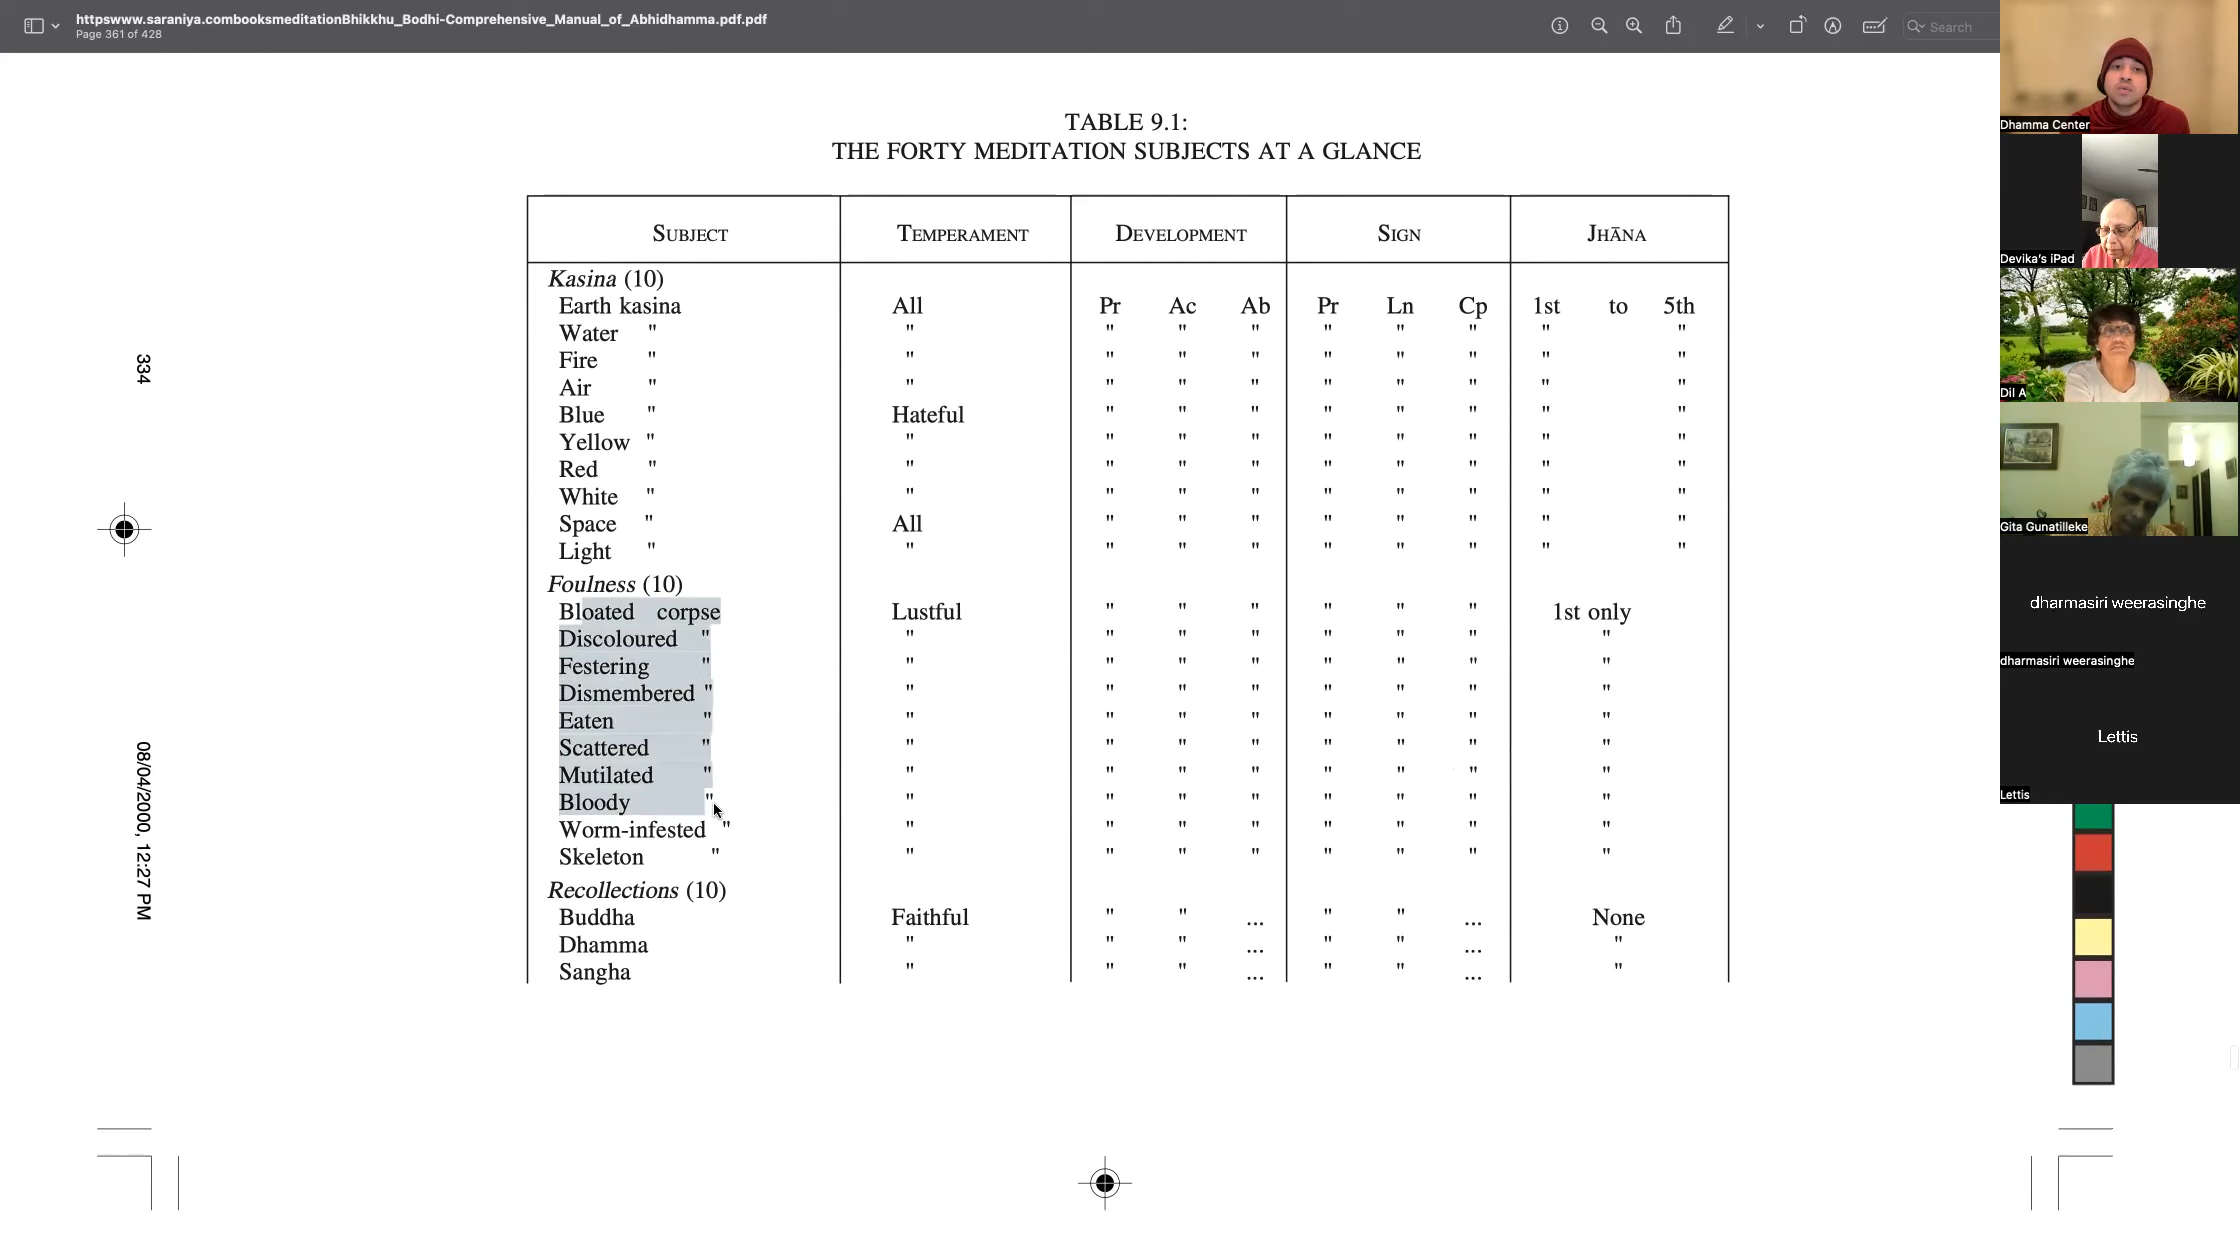 httpswww.saraniya.combooksmeditationBhikkhu_Bodhi-Comprehensive_Manual_of_Abhidhamma.pdf.pdf
Page 361 of 428
Search
TABLE 9.1:
THE FORTY MEDITATION SUBJECTS AT A GLANCE
SUBJECT TEMPERAMENT DEVELOPMENT SIGN JHĀNA
Kasina (10)
Earth kasina All Pr Ac Ab Pr Ln Cp 1st to 5th
Water " " " " " " " " " "
Fire " " " " " " " " " "
Air " " " " " " " " " "
Blue " Hateful " " " " " " " "
Yellow " " " " " " " " " "
Red " " " " " " " " " "
White " " " " " " " " " "
Space " All " " " " " " " "
Light " " " " " " " " " "
Foulness (10)
Bloated corpse Lustful " " " " " " 1st only
Discoloured " " " " " " " " "
Festering " " " " " " " " "
Dismembered " " " " " " " " "
Eaten " " " " " " " " "
Scattered " " " " " " " " "
Mutilated " " " " " " " " "
Bloody " " " " " " " " "
Worm-infested " " " " " " " " "
Skeleton " " " " " " " " "
Recollections (10)
Buddha Faithful " " ... " " ... None
Dhamma " " " ... " " ... "
Sangha " " " ... " " ... "
334
08/04/2000, 12:27 PM
Dhamma Center
Devika's iPad
Dil A
Gita Gunatilleke
dharmasiri weerasinghe
dharmasiri weerasinghe
Lettis
Lettis